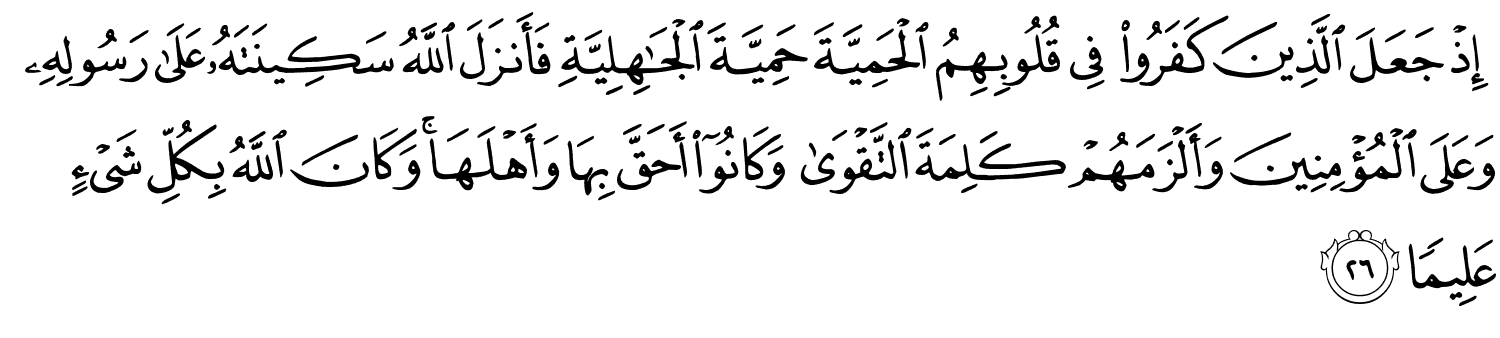 إِذۡ جَعَلَ ٱلَّذِينَ كَفَرُواْ فِي قُلُوبِهِمُ ٱلۡحَمِيَّةَ حَمِيَّةَ ٱلۡجَٰهِلِيَّةِ فَأَنزَلَ ٱللَّهُ سَكِينَتَهُۥ عَلَىٰ رَسُولِهِۦ
وَعَلَى ٱلۡمُؤۡمِنِينَ وَأَلۡزَمَهُمۡ كَلِمَةَ ٱلتَّقۡوَىٰ وَكَانُوٓاْ أَحَقَّ بِهَا وَأَهۡلَهَاۚ وَكَانَ ٱللَّهُ بِكُلِّ شَيۡءٍ
عَلِيمٗا ٢٦